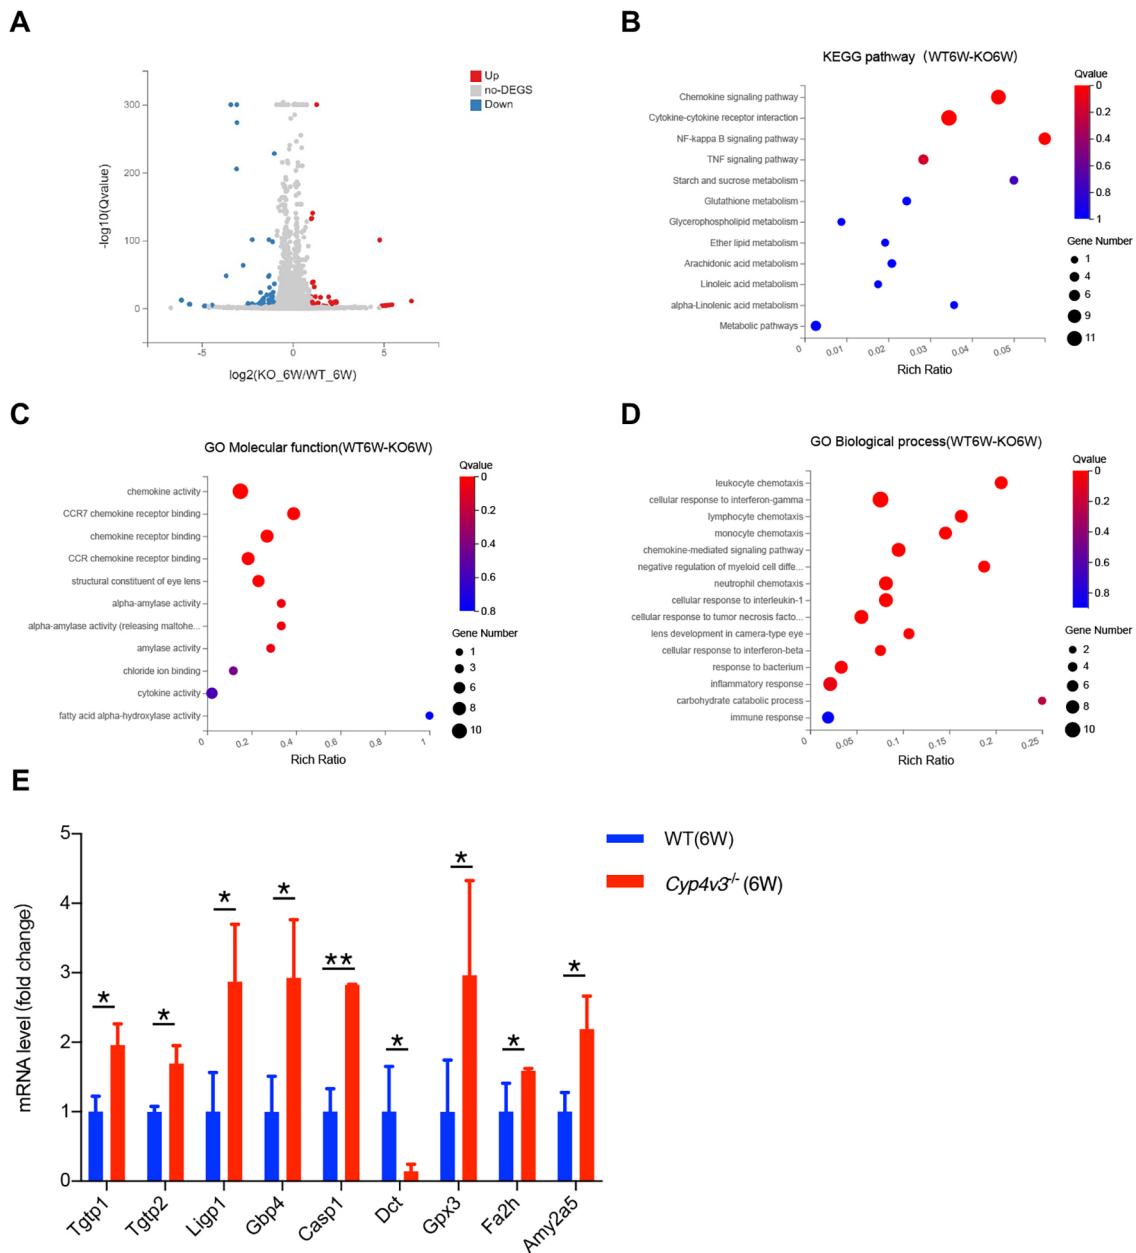 A
Up
no-DEGS
Down
300
200
100
0
-5
0
5
-log10(Qvalue)
log2(KO_6W/WT_6W)
B
KEGG pathway (WT6W-KO6W)
Chemokine signaling pathway
Cytokine-cytokine receptor interaction
NF-kappa B signaling pathway
TNF signaling pathway
Starch and sucrose metabolism
Glutathione metabolism
Glycerophospholipid metabolism
Ether lipid metabolism
Arachidonic acid metabolism
Linoleic acid metabolism
alpha-Linolenic acid metabolism
Metabolic pathways
0
0.01
0.02
0.03
0.04
0.05
Rich Ratio
Qvalue
0
0.2
0.4
0.6
0.8
1
Gene Number
1
4
6
9
11
C
GO Molecular function(WT6W-KO6W)
chemokine activity
CCR7 chemokine receptor binding
chemokine receptor binding
CCR chemokine receptor binding
structural constituent of eye lens
alpha-amylase activity
alpha-amylase activity (releasing maltohe...
amylase activity
chloride ion binding
cytokine activity
fatty acid alpha-hydroxylase activity
0
0.2
0.4
0.6
0.8
1
Rich Ratio
Qvalue
0
0.2
0.4
0.6
0.8
Gene Number
1
3
6
8
10
D
GO Biological process(WT6W-KO6W)
leukocyte chemotaxis
cellular response to interferon-gamma
lymphocyte chemotaxis
monocyte chemotaxis
chemokine-mediated signaling pathway
negative regulation of myeloid cell diffe...
neutrophil chemotaxis
cellular response to interleukin-1
cellular response to tumor necrosis facto...
lens development in camera-type eye
cellular response to interferon-beta
response to bacterium
inflammatory response
carbohydrate catabolic process
immune response
0
0.05
0.1
0.15
0.2
0.25
Rich Ratio
Qvalue
0
0.2
0.4
0.6
0.8
Gene Number
2
4
6
8
10
E
mRNA level (fold change)
5
4
3
2
1
0
* * * * ** * * * *
Tgtp1
Tgtp2
Ligp1
Gbp4
Casp1
Dct
Gpx3
Fa2h
Amy2a5
WT(6W)
Cyp4v3-/- (6W)